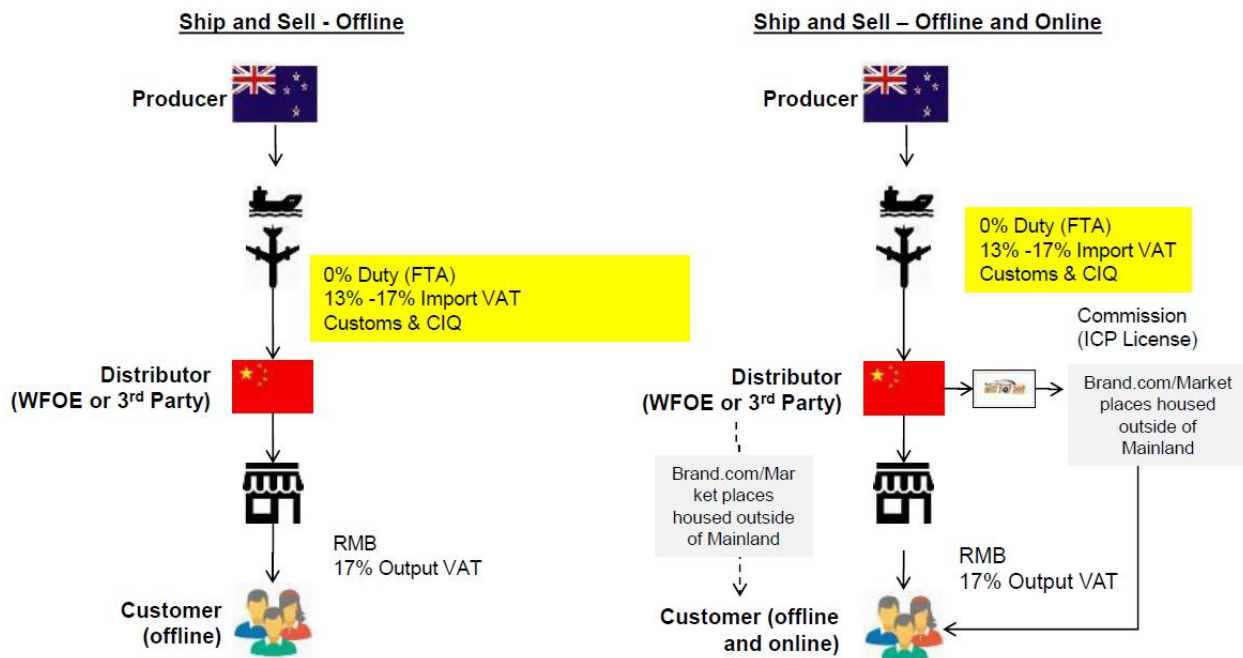 Ship and Sell - Offline
Producer
0% Duty (FTA)
13% -17% Import VAT
Customs & CIQ
Distributor
(WFOE or 3rd Party)
RMB
17% Output VAT
Customer
(offline)
Ship and Sell – Offline and Online
Producer
0% Duty (FTA)
13% -17% Import VAT
Customs & CIQ
Commission
(ICP License)
Distributor
(WFOE or 3rd Party)
Brand.com/Market
places housed
outside of
Mainland
Brand.com/Mar
ket places
housed outside
of Mainland
RMB
17% Output VAT
Customer (offline
and online)